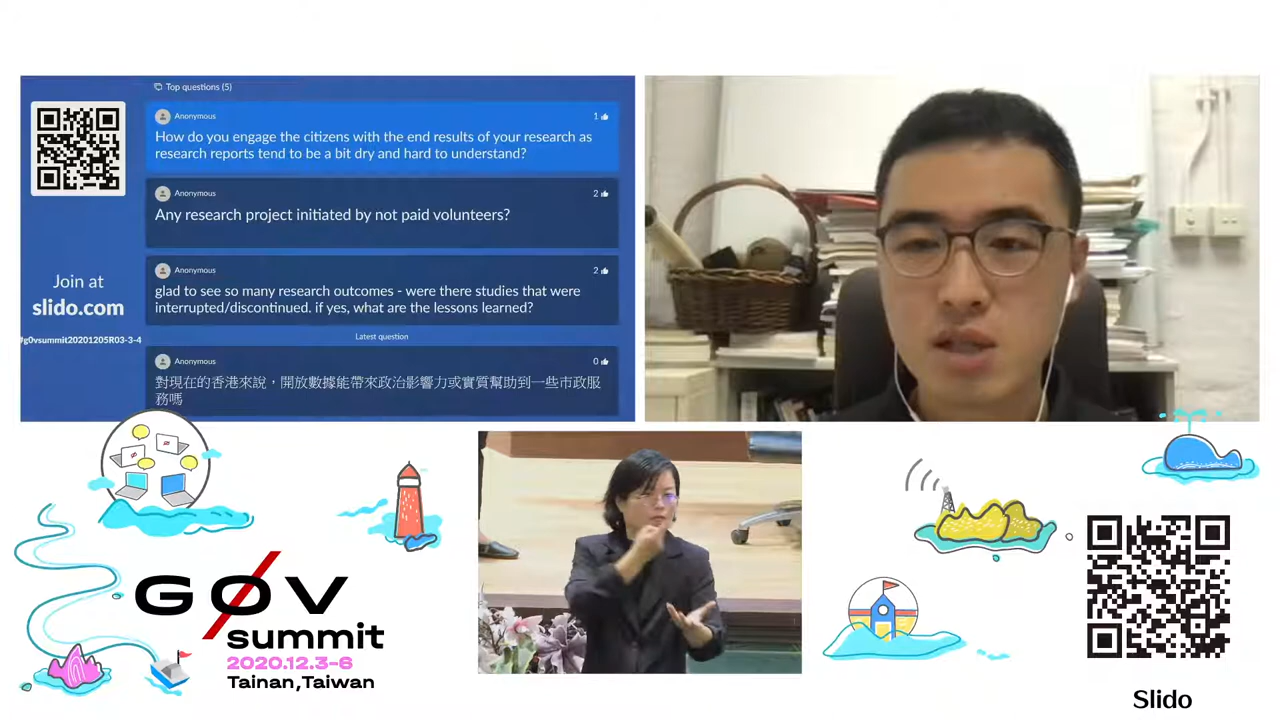 Top questions (5)
Anonymous
1
How do you engage the citizens with the end results of your research as
research reports tend to be a bit dry and hard to understand?
Anonymous
2
Any research project initiated by not paid volunteers?
Anonymous
2
glad to see so many research outcomes - were there studies that were
interrupted/discontinued. if yes, what are the lessons learned?
Latest question
Anonymous
0
對現在的香港來說，開放數據能帶來政治影響力或實質幫助到一些市政服
務嗎
Join at
slido.com
#g0vsummit20201205R03-3-4
GØV
summit
2020.12.3-6
Tainan,Taiwan
Slido